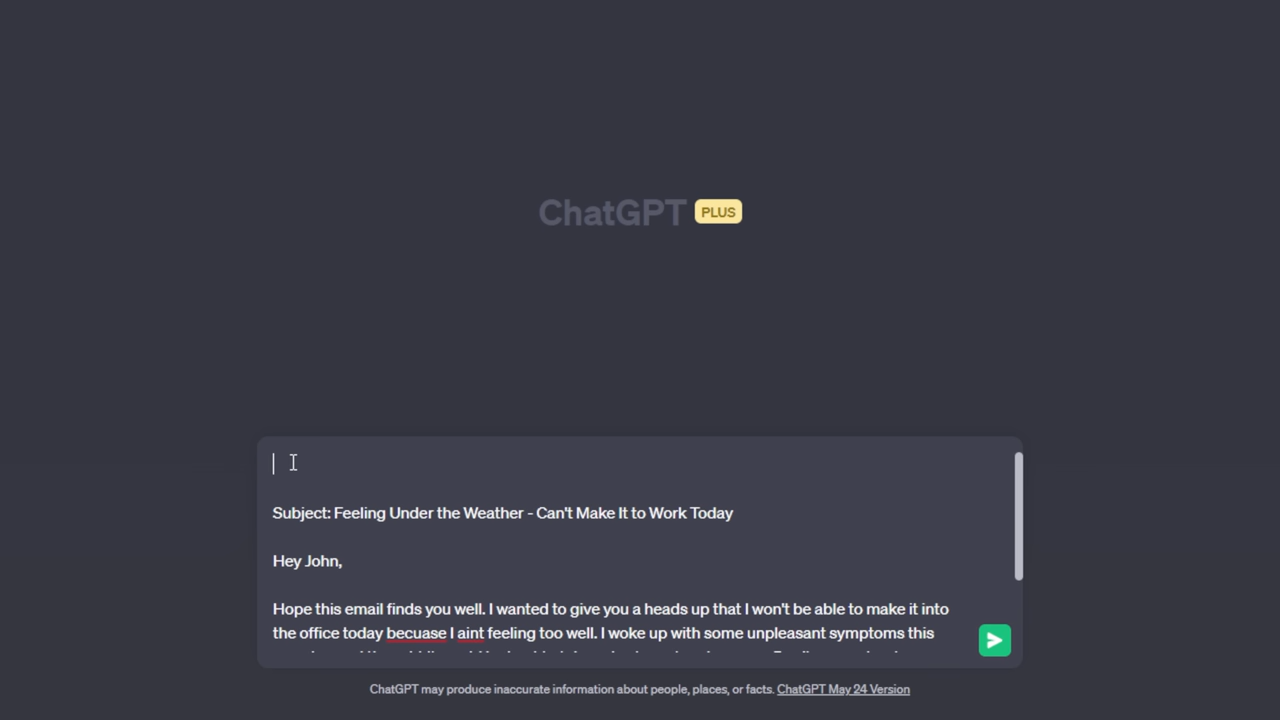 ChatGPT PLUS
Subject: Feeling Under the Weather - Can't Make It to Work Today
Hey John,
Hope this email finds you well. I wanted to give you a heads up that I won't be able to make it into
the office today becuase I aint feeling too well. I woke up with some unpleasant symptoms this
ChatGPT may produce inaccurate information about people, places, or facts. ChatGPT May 24 Version